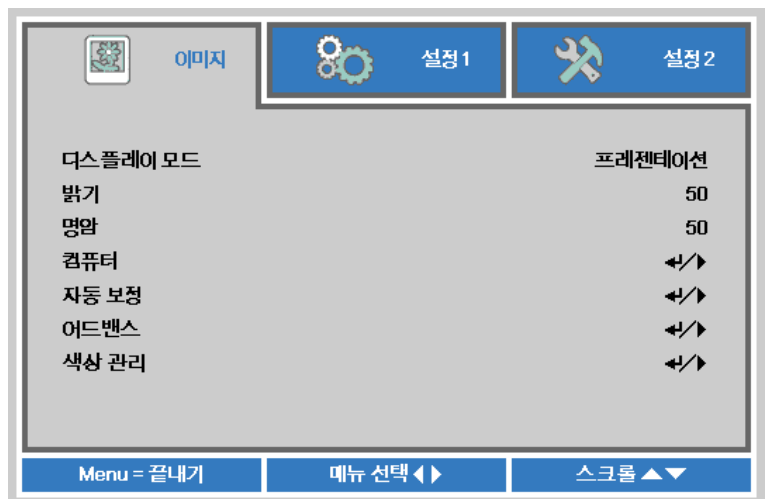 이미지 설정 1 설정 2
디스플레이 모드 프레젠테이션
밝기 50
명암 50
컴퓨터 ↵/▶
자동 보정 ↵/▶
어드밴스 ↵/▶
색상 관리 ↵/▶
Menu = 끝내기 메뉴 선택 ◀ ▶ 스크롤 ▲▼